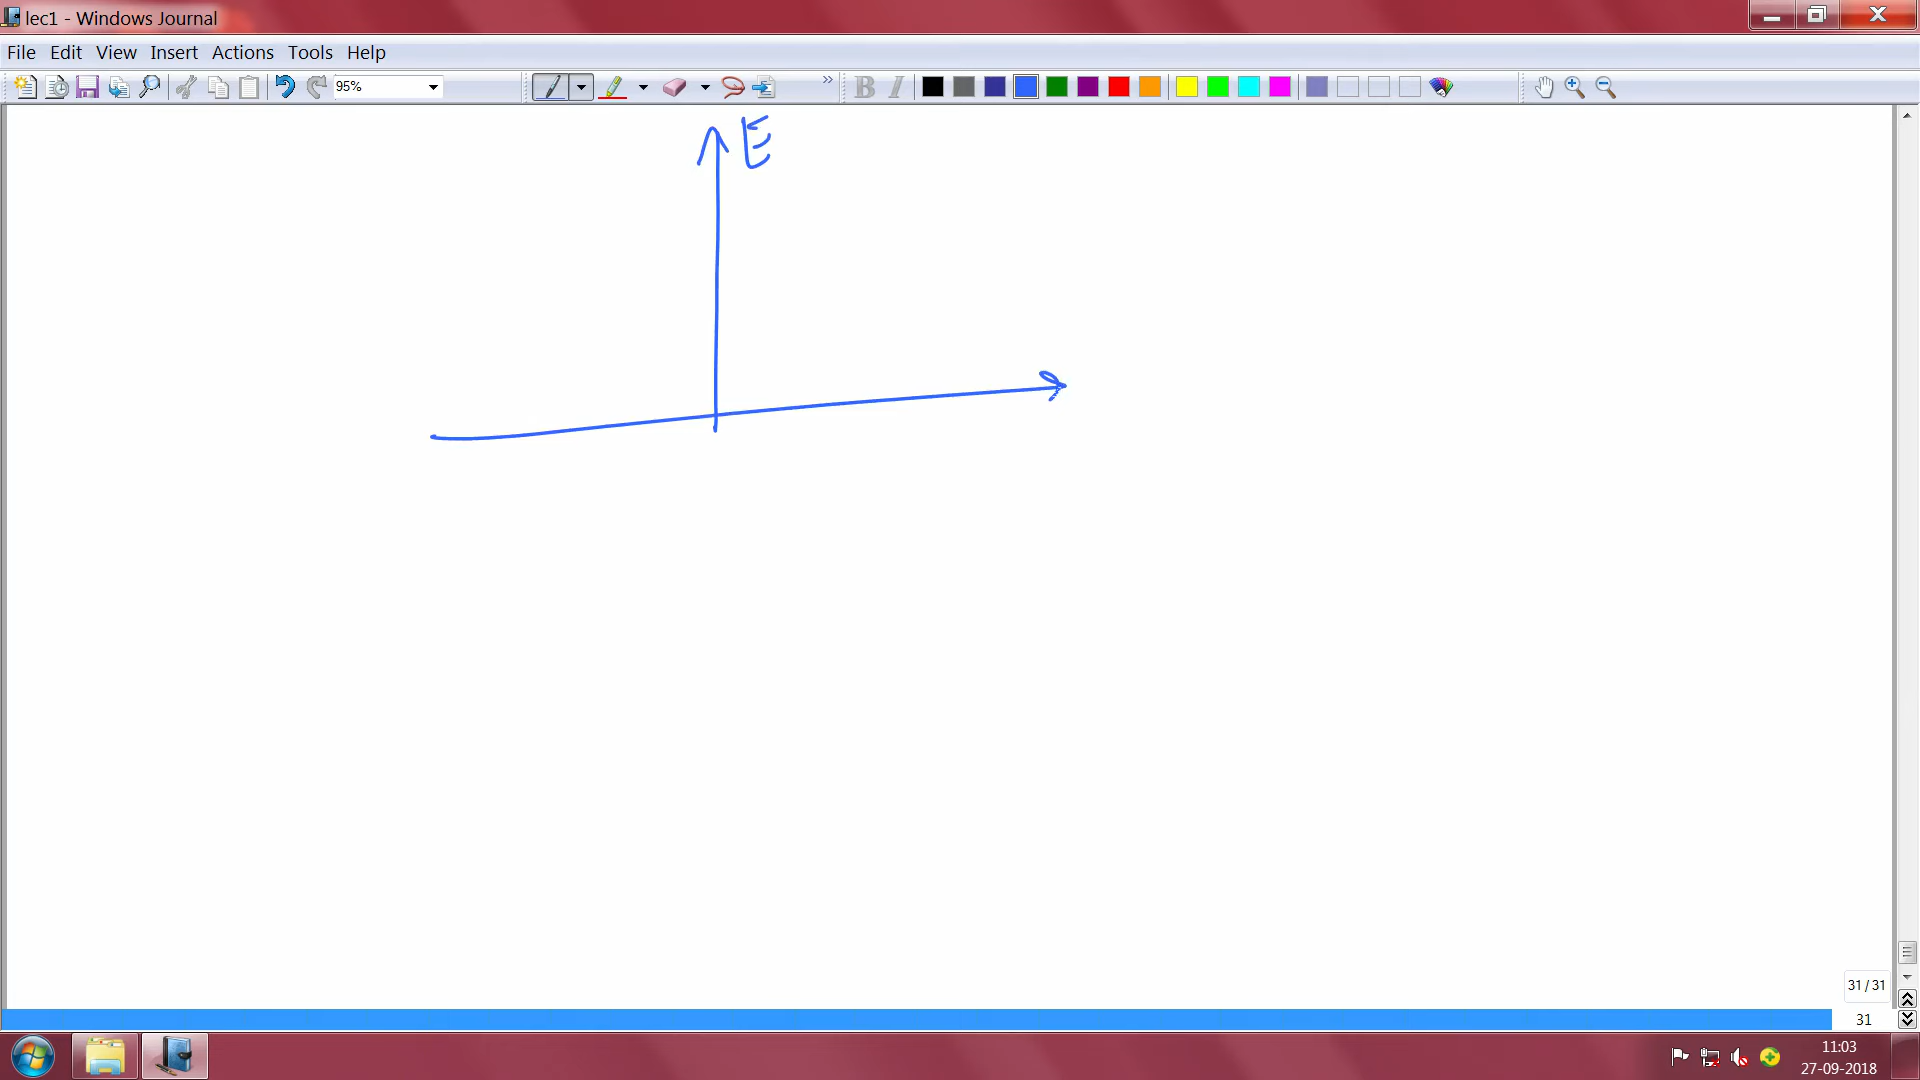 lec1 - Windows Journal
File Edit View Insert Actions Tools Help
95%
B I
E
31 / 31
31
11:03
27-09-2018